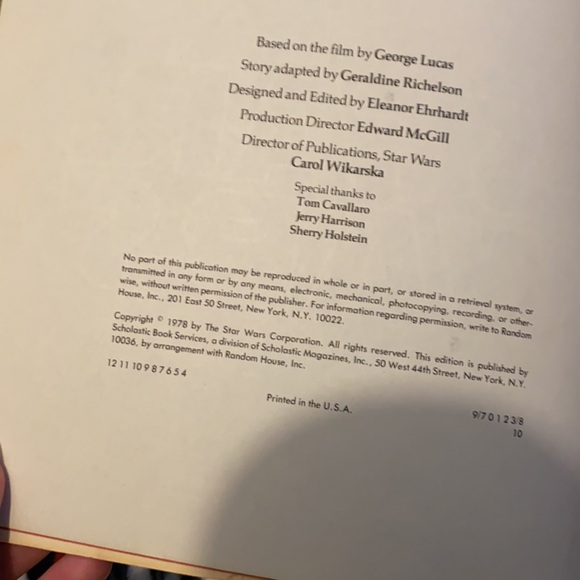 Based on the film by George Lucas
Story adapted by Geraldine Richelson
Designed and Edited by Eleanor Ehrhardt
Production Director Edward McGill
Director of Publications, Star Wars
Carol Wikarska
Special thanks to
Tom Cavallaro
Jerry Harrison
Sherry Holstein
No part of this publication may be reproduced in whole or in part, or stored in a retrieval system, or
transmitted in any form or by any means, electronic, mechanical, photocopying, recording, or other-
wise, without written permission of the publisher. For information regarding permission, write to Random
House, Inc., 201 East 50 Street, New York, N.Y. 10022.
Copyright © 1978 by The Star Wars Corporation. All rights reserved. This edition is published by
Scholastic Book Services, a division of Scholastic Magazines, Inc., 50 West 44th Street, New York, N.Y.
10036, by arrangement with Random House, Inc.
12 11 10 9 8 7 6 5 4
9/7 0 1 2 3/8
Printed in the U.S.A.
10